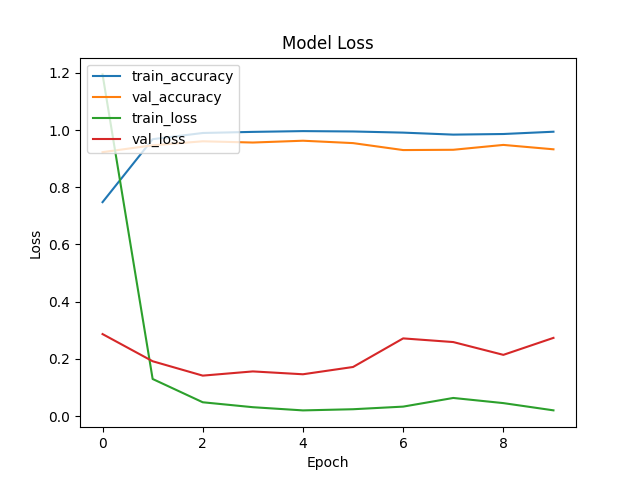 Model Loss
train_accuracy
val_accuracy
train_loss
val_loss
1.2
1.0
0.8
0.6
0.4
0.2
0.0
Loss
0 2 4 6 8
Epoch